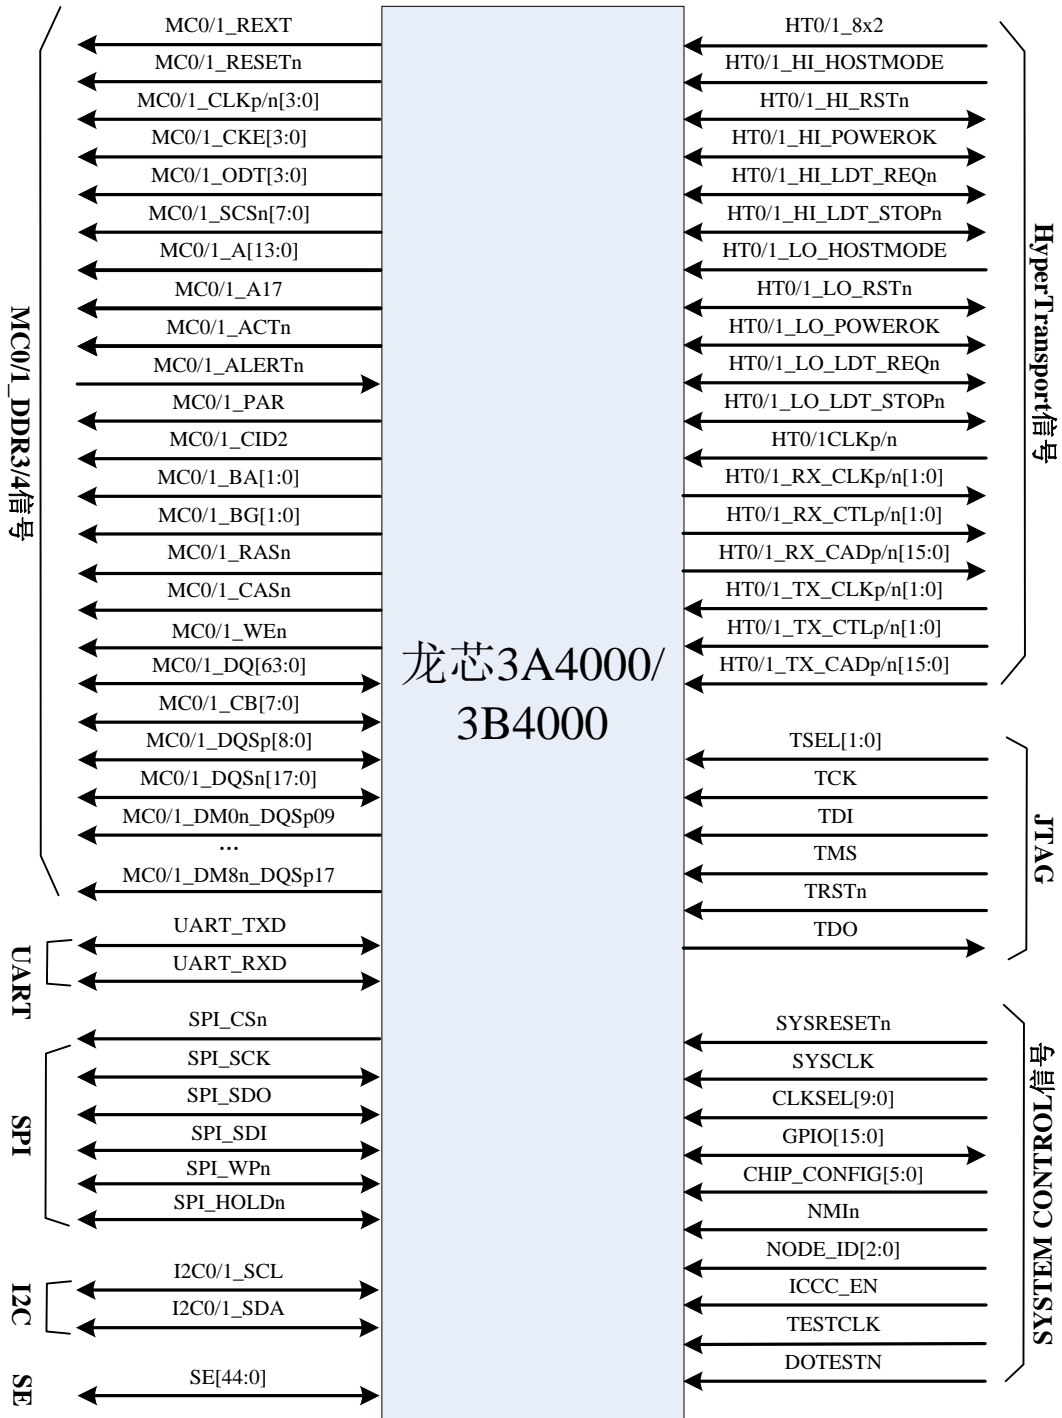 MC0/1_DDR3/4信号
MC0/1_REXT
MC0/1_RESETn
MC0/1_CLKp/n[3:0]
MC0/1_CKE[3:0]
MC0/1_ODT[3:0]
MC0/1_SCSn[7:0]
MC0/1_A[13:0]
MC0/1_A17
MC0/1_ACTn
MC0/1_ALERTn
MC0/1_PAR
MC0/1_CID2
MC0/1_BA[1:0]
MC0/1_BG[1:0]
MC0/1_RASn
MC0/1_CASn
MC0/1_WEn
MC0/1_DQ[63:0]
MC0/1_CB[7:0]
MC0/1_DQSp[8:0]
MC0/1_DQSn[17:0]
MC0/1_DM0n_DQSp09
...
MC0/1_DM8n_DQSp17
UART
UART_TXD
UART_RXD
SPI
SPI_CSn
SPI_SCK
SPI_SDO
SPI_SDI
SPI_WPn
SPI_HOLDn
I2C
I2C0/1_SCL
I2C0/1_SDA
SE
SE[44:0]
龙芯3A4000/
3B4000
HyperTransport信号
HT0/1_8x2
HT0/1_HI_HOSTMODE
HT0/1_HI_RSTn
HT0/1_HI_POWEROK
HT0/1_HI_LDT_REQn
HT0/1_HI_LDT_STOPn
HT0/1_LO_HOSTMODE
HT0/1_LO_RSTn
HT0/1_LO_POWEROK
HT0/1_LO_LDT_REQn
HT0/1_LO_LDT_STOPn
HT0/1CLKp/n
HT0/1_RX_CLKp/n[1:0]
HT0/1_RX_CTLp/n[1:0]
HT0/1_RX_CADp/n[15:0]
HT0/1_TX_CLKp/n[1:0]
HT0/1_TX_CTLp/n[1:0]
HT0/1_TX_CADp/n[15:0]
JTAG
TSEL[1:0]
TCK
TDI
TMS
TRSTn
TDO
SYSTEM CONTROL信号
SYSRESETn
SYSCLK
CLKSEL[9:0]
GPIO[15:0]
CHIP_CONFIG[5:0]
NMIn
NODE_ID[2:0]
ICCC_EN
TESTCLK
DOTESTN